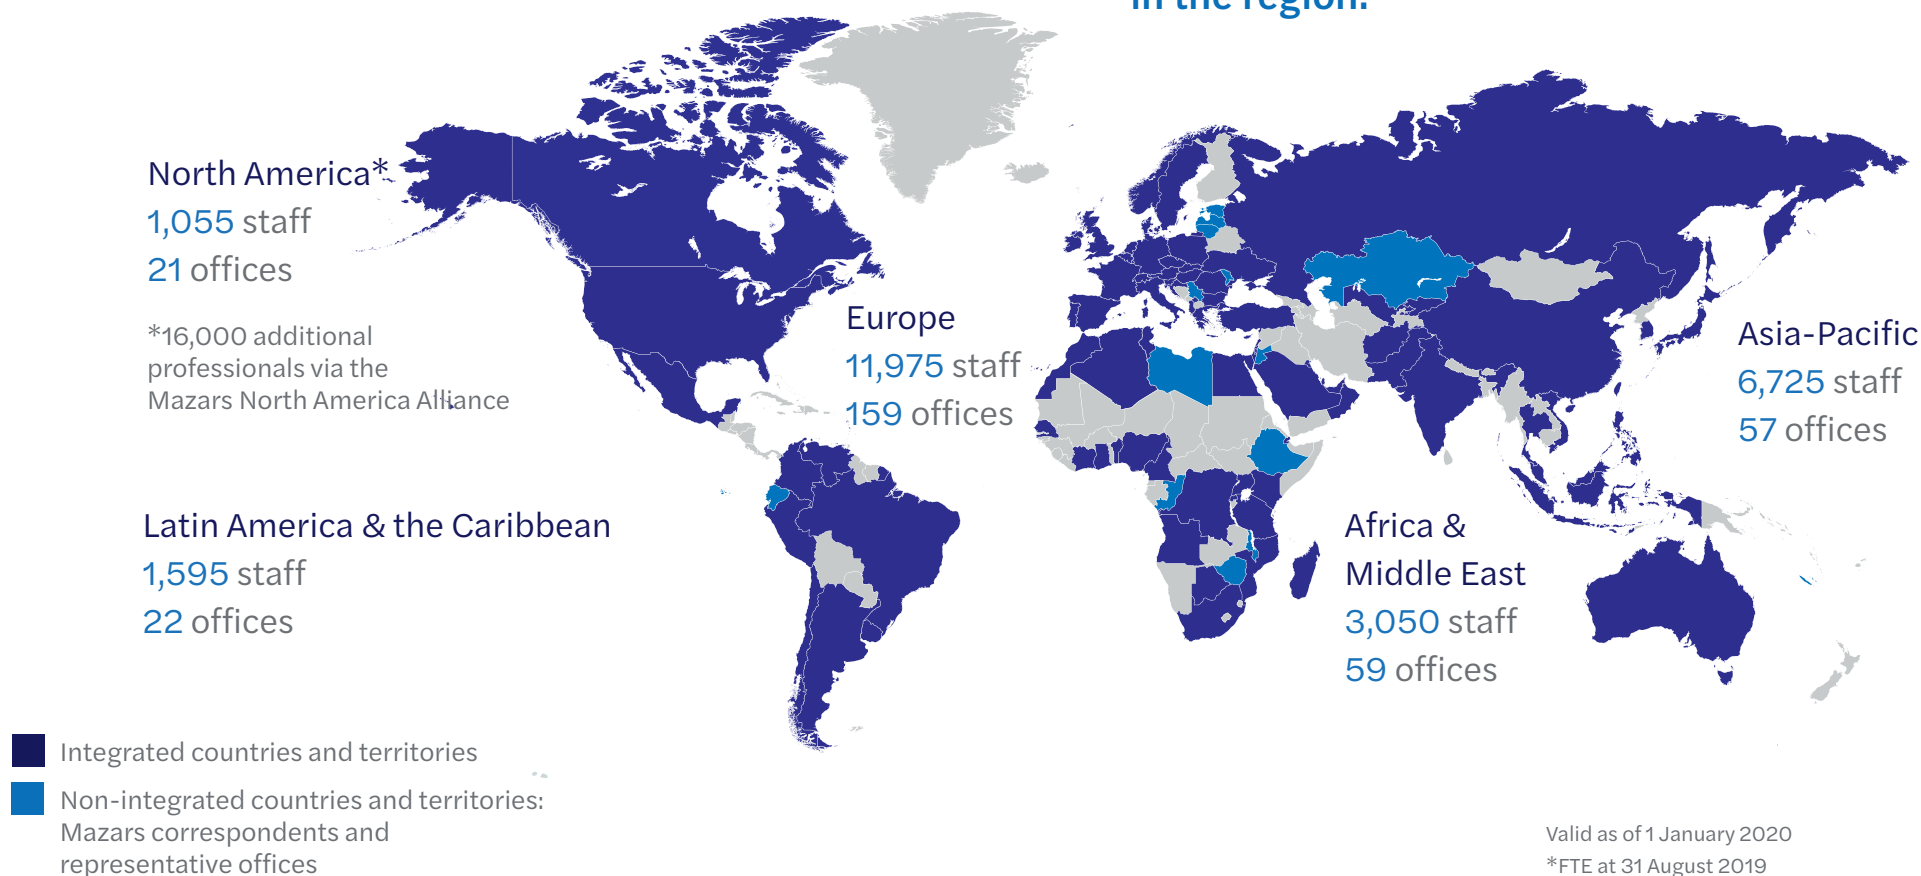 in the region.
North America*
1,055 staff
21 offices
*16,000 additional
professionals via the
Mazars North America Alliance
Europe
11,975 staff
159 offices
Asia-Pacific
6,725 staff
57 offices
Latin America & the Caribbean
1,595 staff
22 offices
Africa &
Middle East
3,050 staff
59 offices
Integrated countries and territories
Non-integrated countries and territories:
Mazars correspondents and
representative offices
Valid as of 1 January 2020
*FTE at 31 August 2019